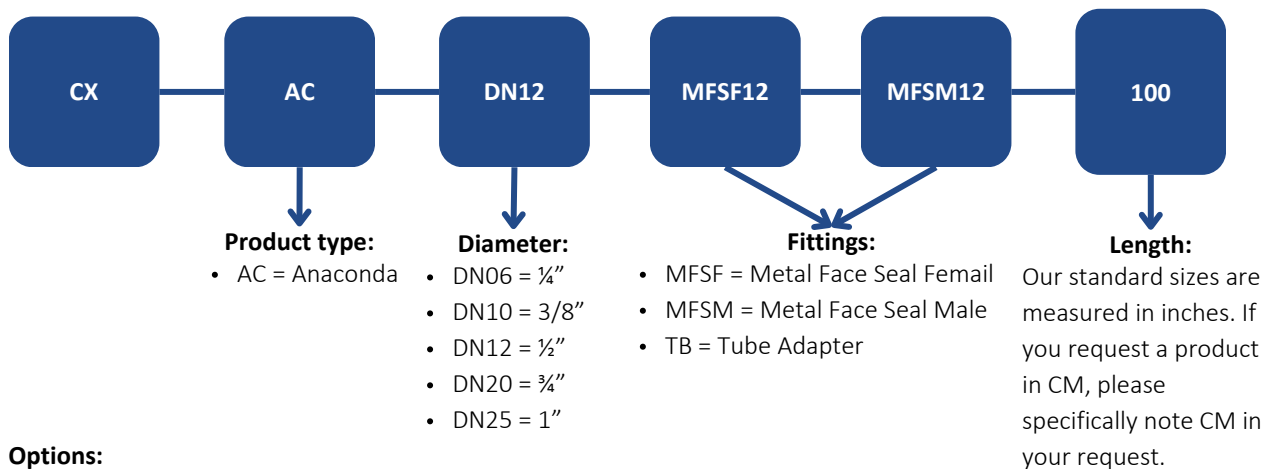 CX
AC
DN12
MFSF12
MFSM12
100
Product type:
• AC = Anaconda
Diameter:
• DN06 = ¼”
• DN10 = 3/8”
• DN12 = ½”
• DN20 = ¾”
• DN25 = 1”
Fittings:
• MFSF = Metal Face Seal Femail
• MFSM = Metal Face Seal Male
• TB = Tube Adapter
Length:
Our standard sizes are
measured in inches. If
you request a product
in CM, please
specifically note CM in
your request.
Options: